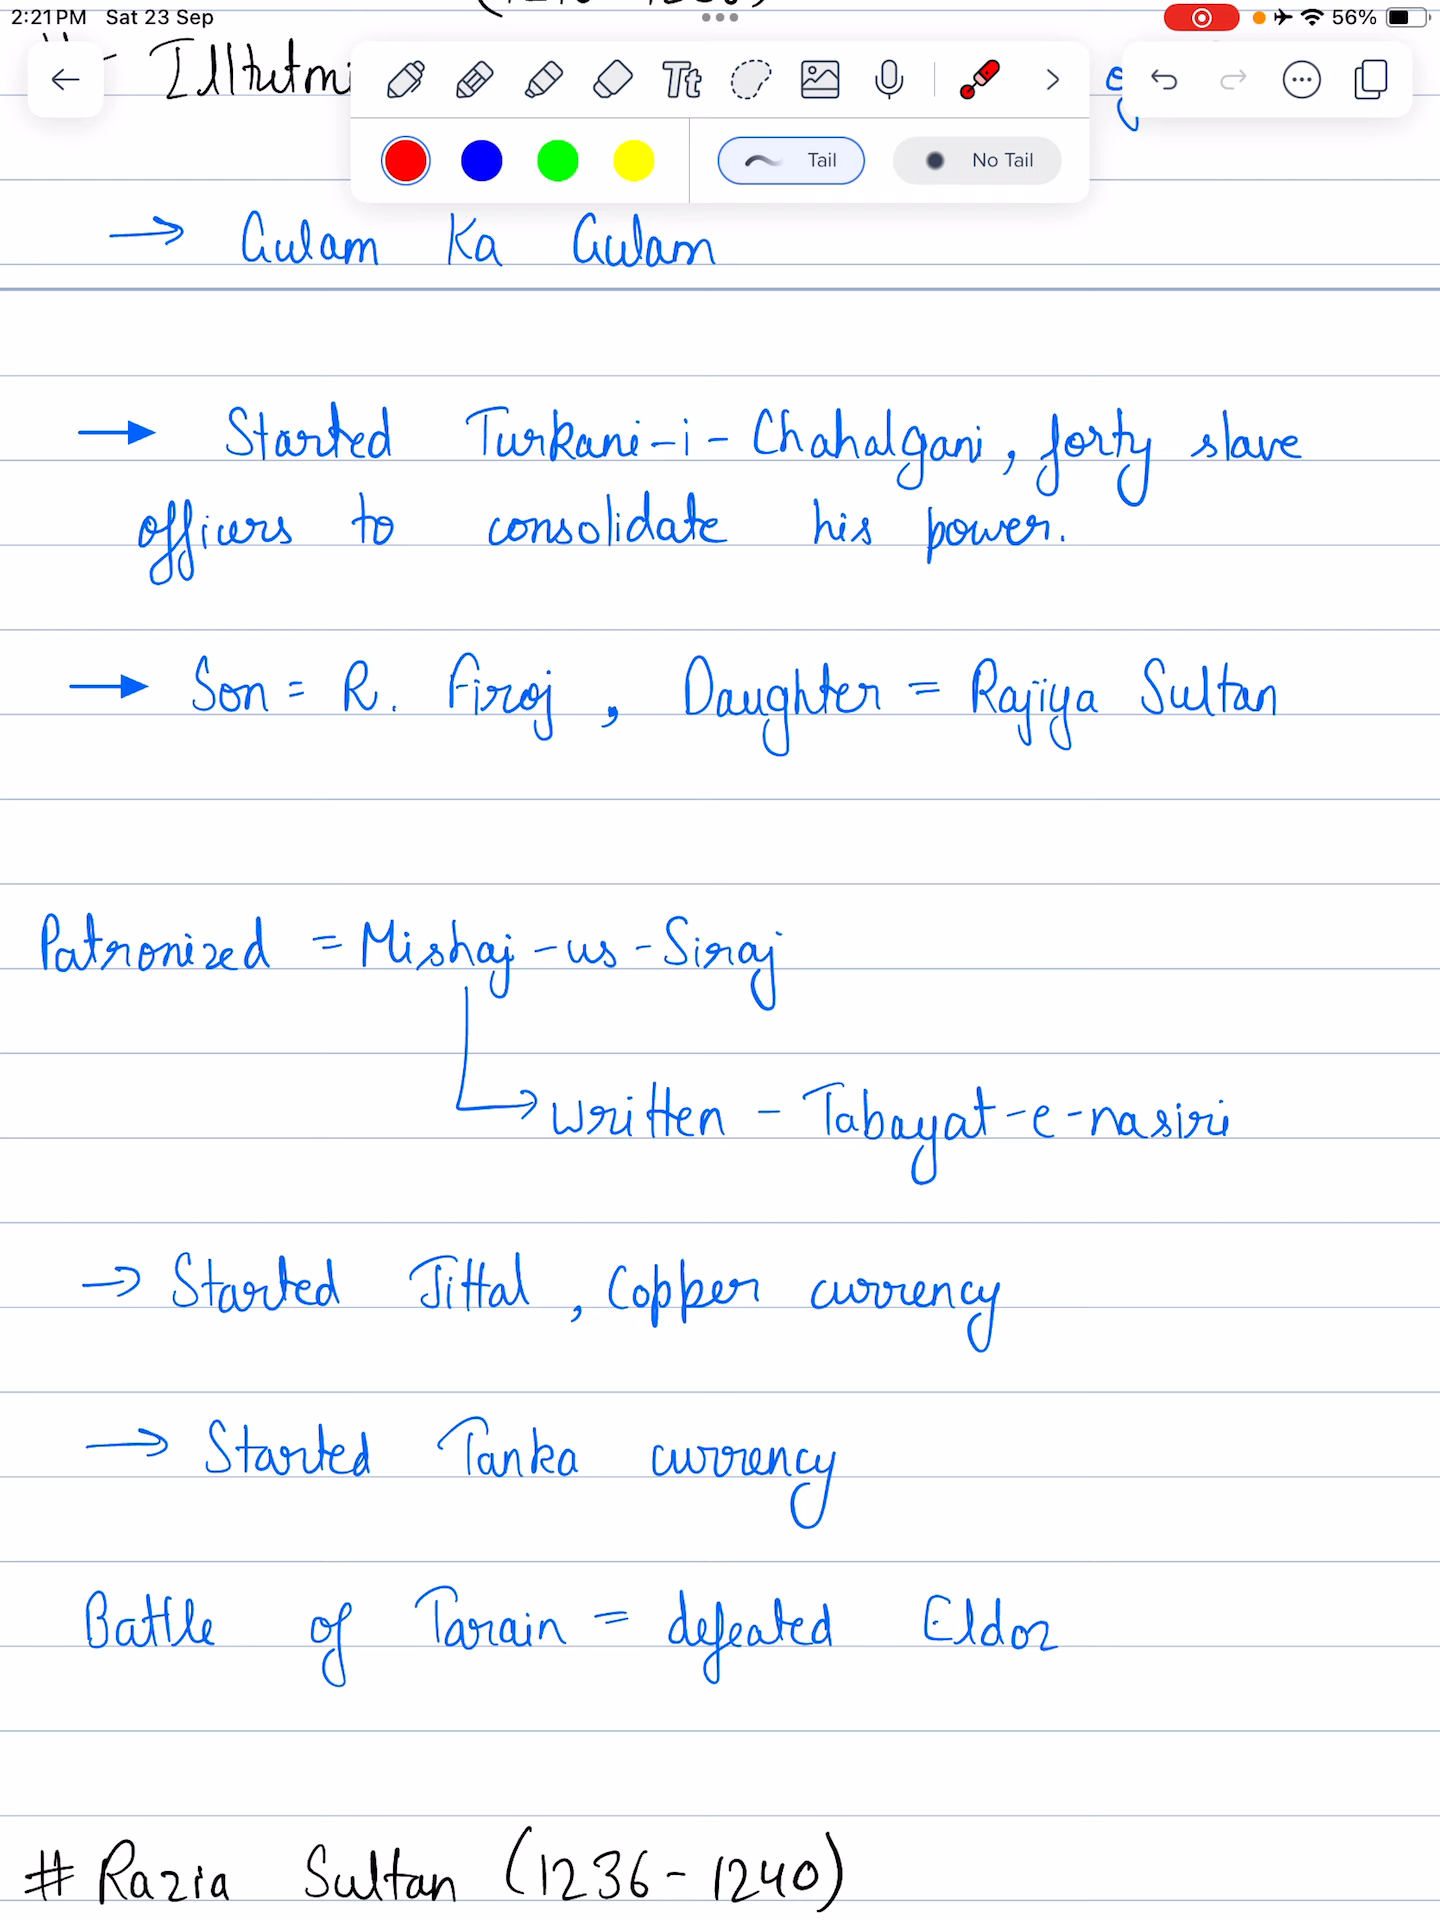 2:21 PM Sat 23 Sep
56%
Tt
Tail
No Tail
→ Gulam Ka Gulam
→ Started Turkani-i-Chahalgani, forty slave
officers to consolidate his power.
→ Son = R. Firoj, Daughter = Rajiya Sultan
Patronized = Mishaj-us-Siraj
→ written - Tabayat-e-nasiri
→ Started Jittal, Copper currency
→ Started Tanka currency
Battle of Tarain = defeated Eldoz
# Razia Sultan (1236-1240)